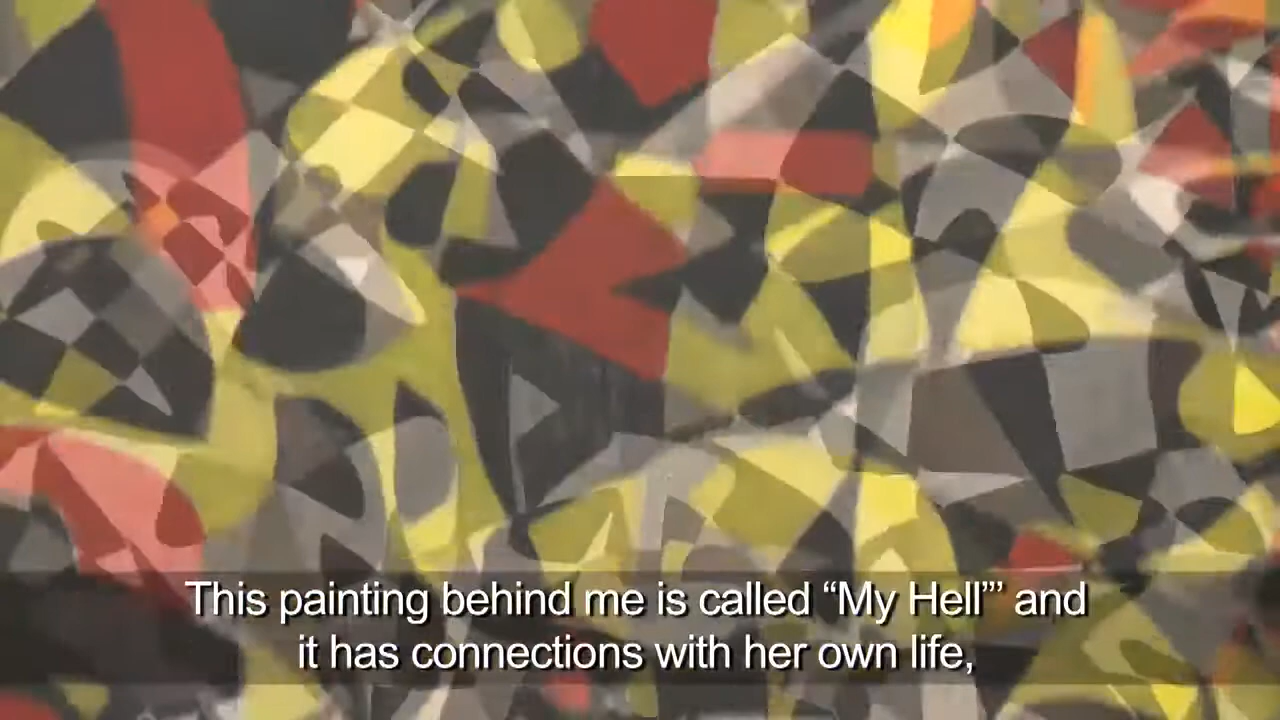 This painting behind me is called “My Hell’” and
it has connections with her own life,